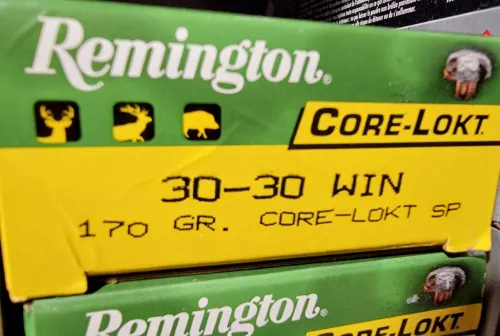 Remington®
CORE-LOKT
30-30 WIN
170 GR. CORE-LOKT SP
Remington®
CORE-LOKT